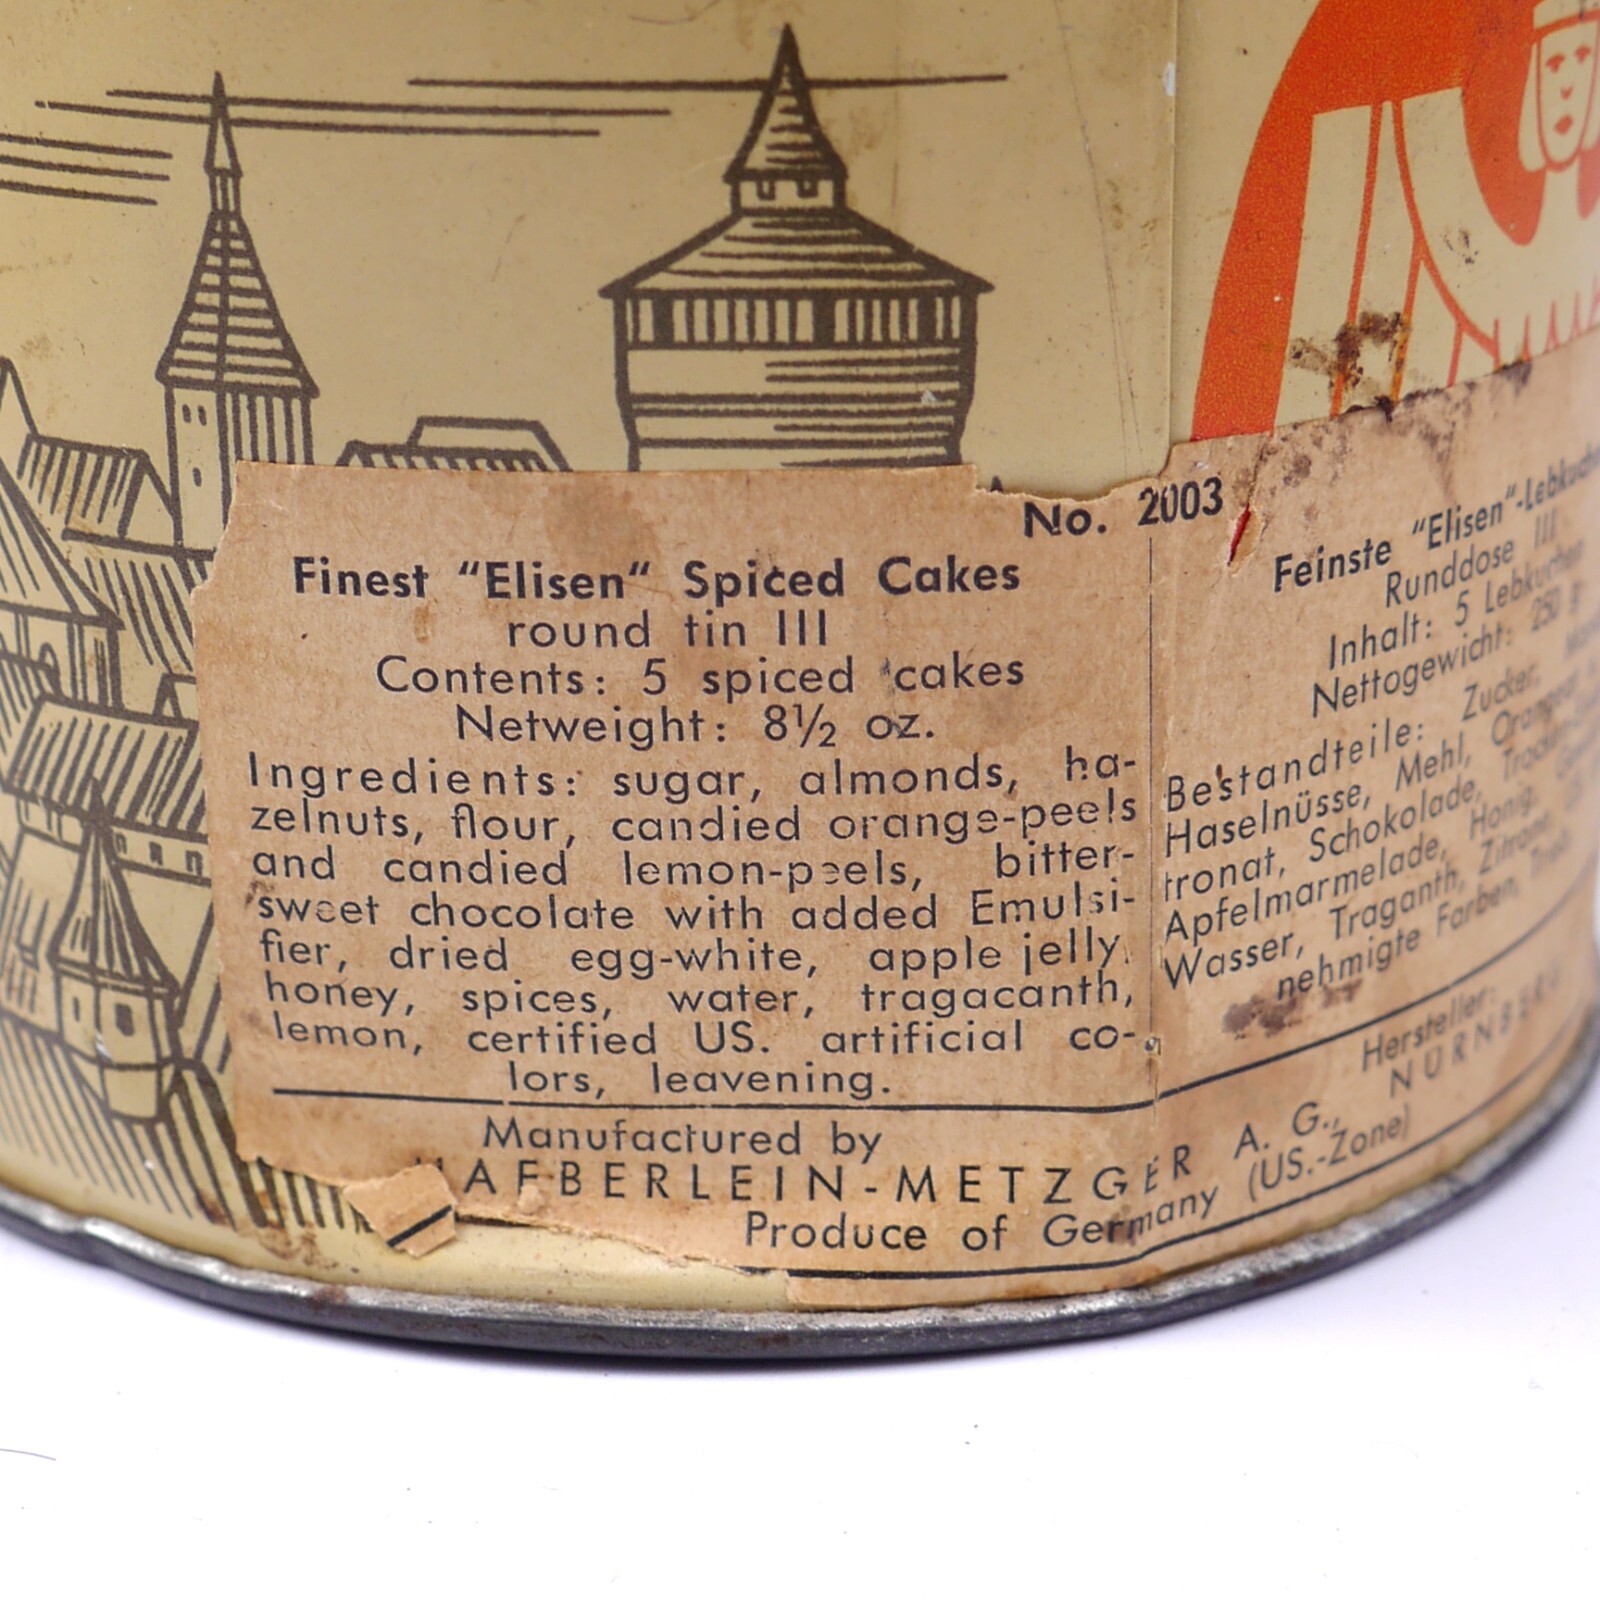 No. 2003
Finest "Elisen" Spiced Cakes
round tin III
Contents: 5 spiced cakes
Netweight: 8½ oz.
Ingredients: sugar, almonds, ha-
zelnuts, flour, candied orange-peels
and candied lemon-peels, bitter-
sweet chocolate with added Emulsi-
fier, dried egg-white, apple jelly,
honey, spices, water, tragacanth,
lemon, certified US. artificial co-
lors, leavening.
Feinste "Elisen"-Lebkuchen
Runddose III
Inhalt: 5 Lebkuchen
Nettogewicht: 250 g
Bestandteile: Zucker,
Haselnüsse, Mehl,
tronat, Schokolade,
Apfelmarmelade, Honig,
Wasser, Traganth, Zitrone,
nehmigte Farben,
Manufactured by
Hersteller:
HAEBERLEIN-METZGER A. G., NÜRNBERG
Produce of Germany (US.-Zone)